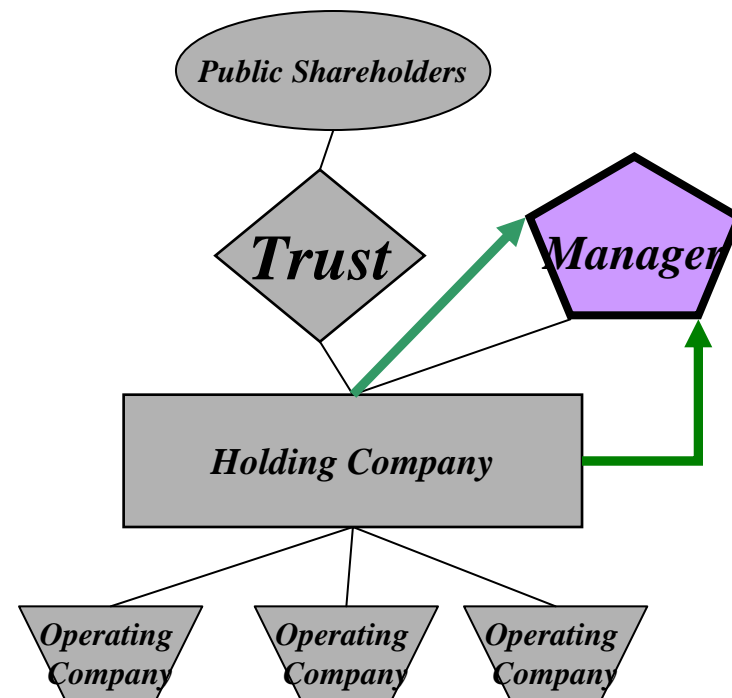 Public Shareholders
Trust
Manager
Holding Company
Operating
Company
Operating
Company
Operating
Company